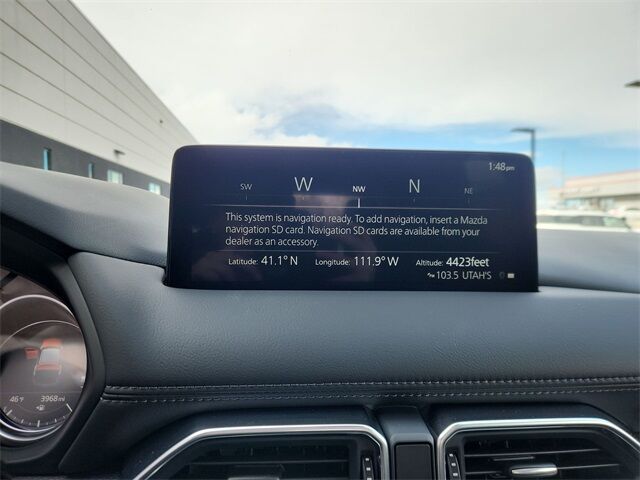 1:48pm
SW W NW N NE
This system is navigation ready. To add navigation, insert a Mazda
navigation SD card. Navigation SD cards are available from your
dealer as an accessory.
Latitude: 41.1° N Longitude: 111.9° W Altitude: 4423feet
103.5 UTAH'S
46°F 3968mi